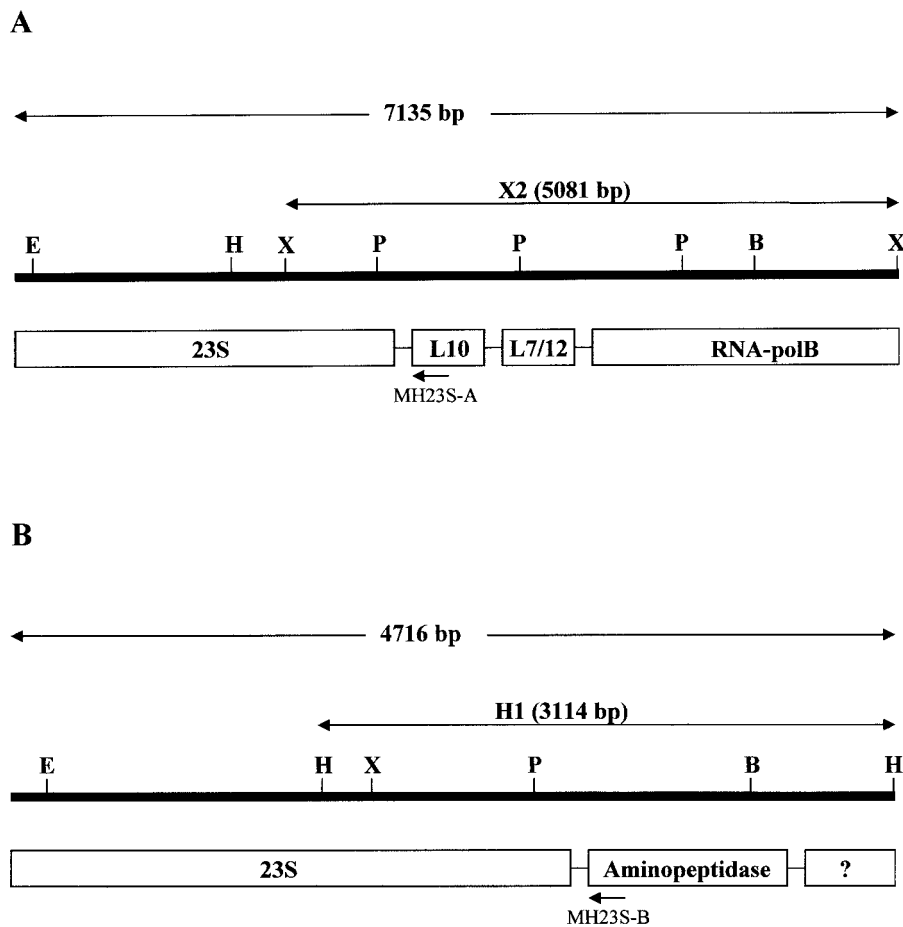 A
7135 bp
X2 (5081 bp)
E H X P P P B X
23S L10 L7/12 RNA-polB
MH23S-A
B
4716 bp
H1 (3114 bp)
E H X P B H
23S Aminopeptidase ?
MH23S-B